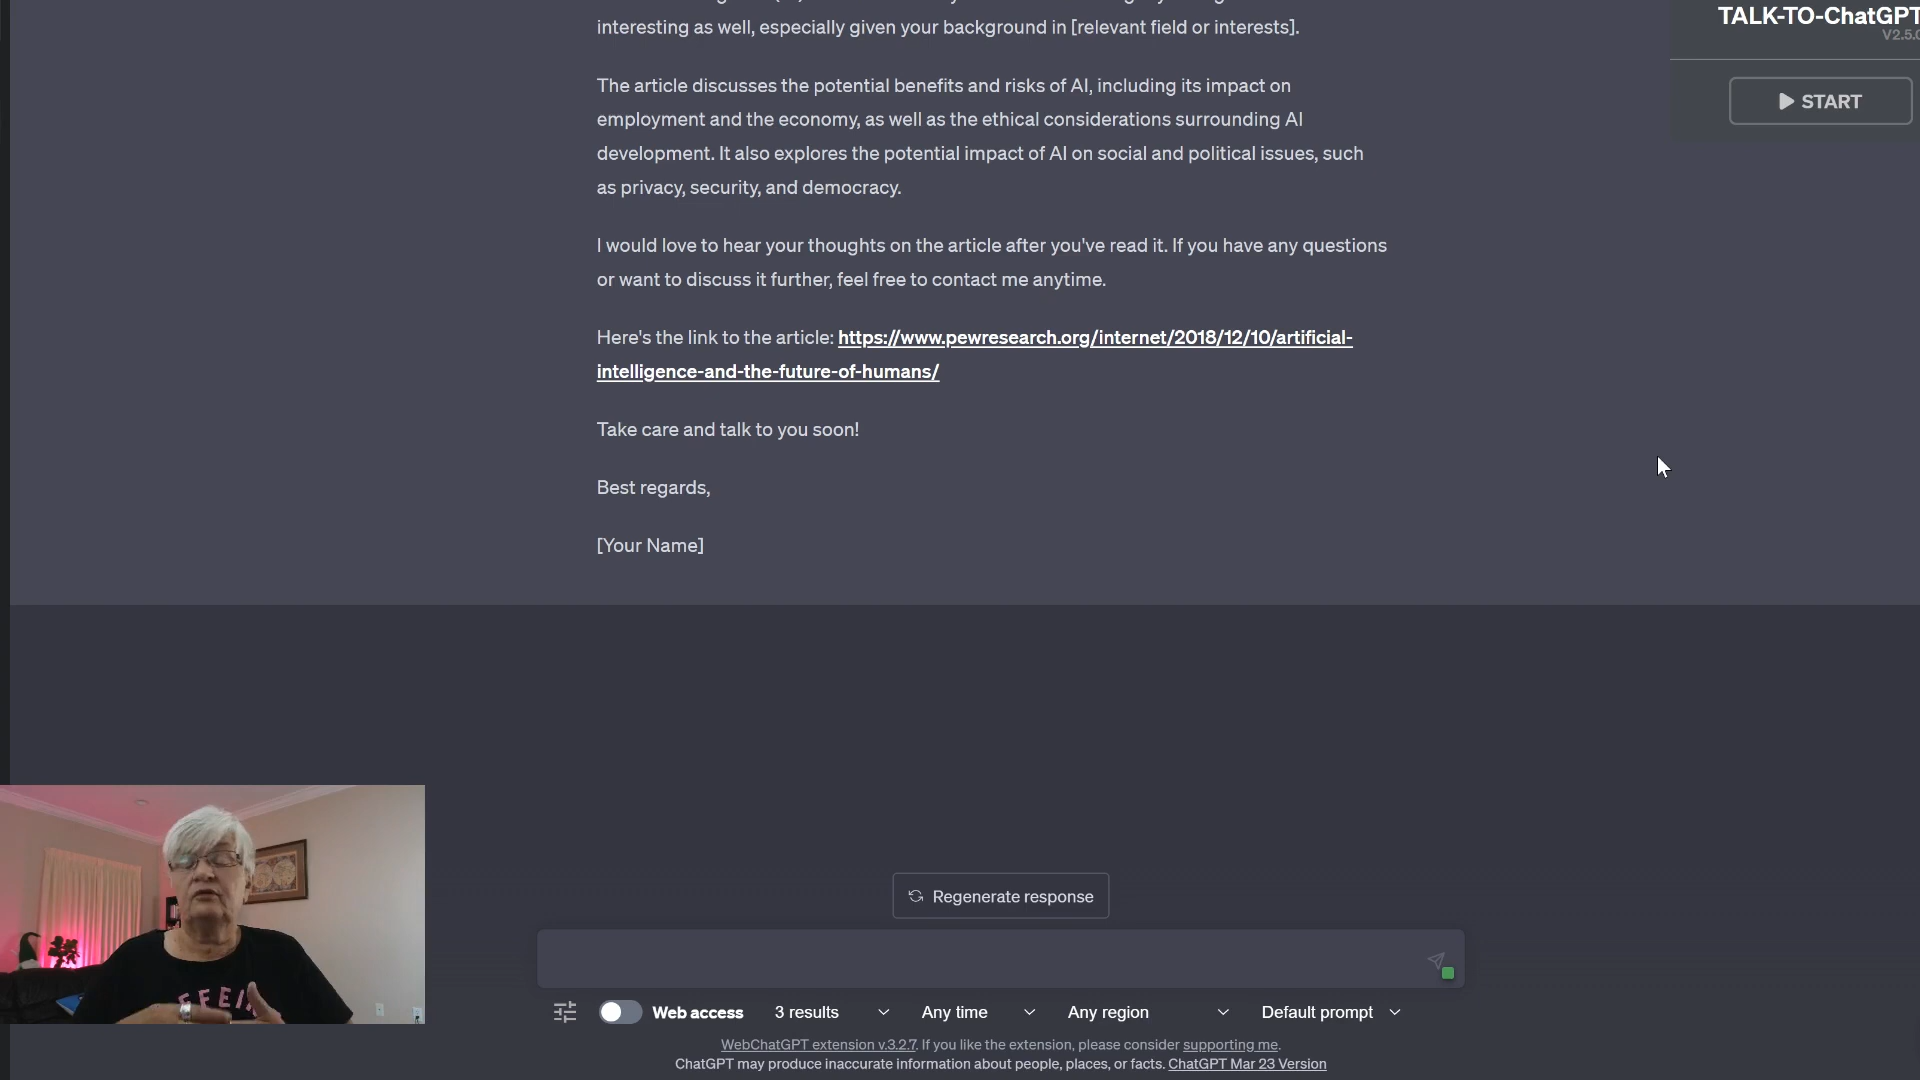 TALK-TO-ChatGPT
V2.5.0
START
interesting as well, especially given your background in [relevant field or interests].
The article discusses the potential benefits and risks of AI, including its impact on
employment and the economy, as well as the ethical considerations surrounding AI
development. It also explores the potential impact of AI on social and political issues, such
as privacy, security, and democracy.
I would love to hear your thoughts on the article after you've read it. If you have any questions
or want to discuss it further, feel free to contact me anytime.
Here's the link to the article: https://www.pewresearch.org/internet/2018/12/10/artificial-
intelligence-and-the-future-of-humans/
Take care and talk to you soon!
Best regards,
[Your Name]
Regenerate response
Web access 3 results Any time Any region Default prompt
WebChatGPT extension v.3.2.7. If you like the extension, please consider supporting me.
ChatGPT may produce inaccurate information about people, places, or facts. ChatGPT Mar 23 Version